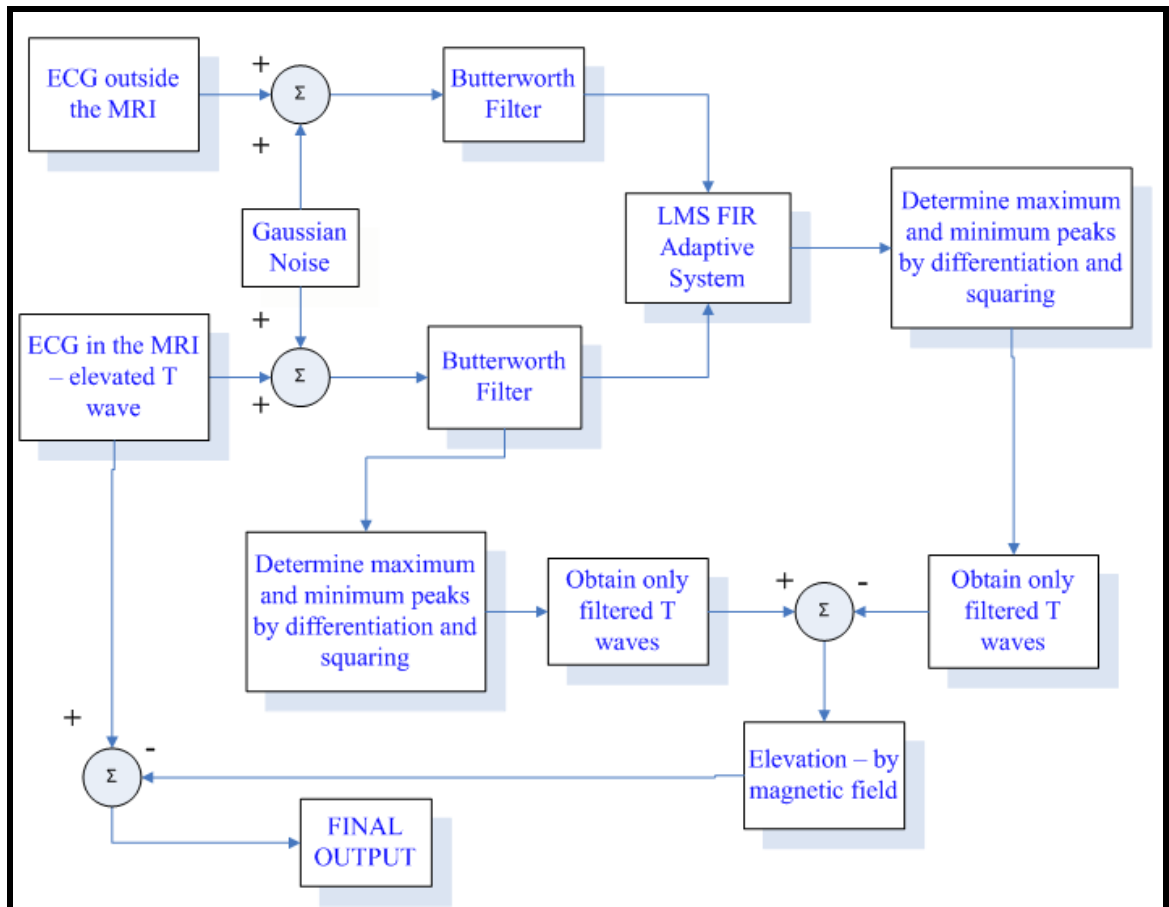 ECG outside
the MRI
+
Σ
+
Butterworth
Filter
Gaussian
Noise
LMS FIR
Adaptive
System
Determine maximum
and minimum peaks
by differentiation and
squaring
ECG in the MRI
– elevated T
wave
+
Σ
+
Butterworth
Filter
Determine maximum
and minimum peaks
by differentiation and
squaring
Obtain only
filtered T
waves
+
-
Σ
Obtain only
filtered T
waves
+
-
Σ
Elevation – by
magnetic field
FINAL
OUTPUT